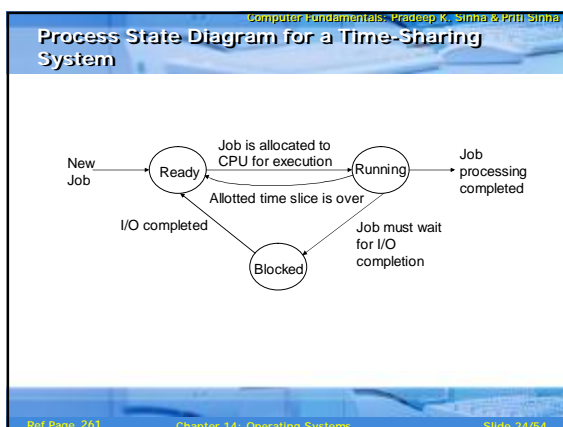 Computer Fundamentals: Pradeep K. Sinha & Priti Sinha
Process State Diagram for a Time-Sharing
System
Job is allocated to
CPU for execution
New
Job
Ready
Running
Job
processing
completed
Allotted time slice is over
I/O completed
Job must wait
for I/O
completion
Blocked
Ref Page 261
Chapter 14: Operating Systems
Slide 24/54